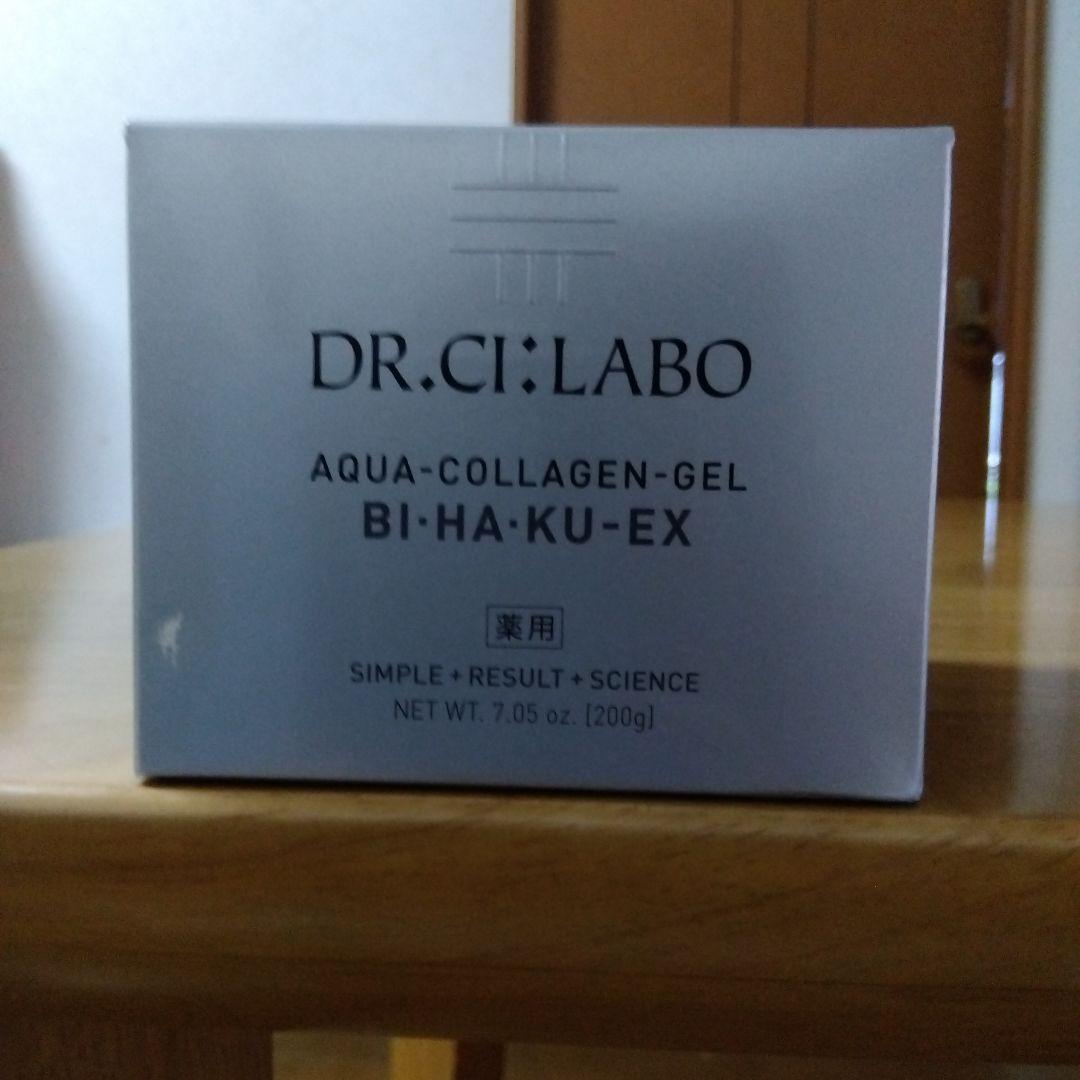 DR.CI:LABO
AQUA-COLLAGEN-GEL
BI·HA·KU-EX
薬用
SIMPLE + RESULT + SCIENCE
NET WT. 7.05 oz. [200g]